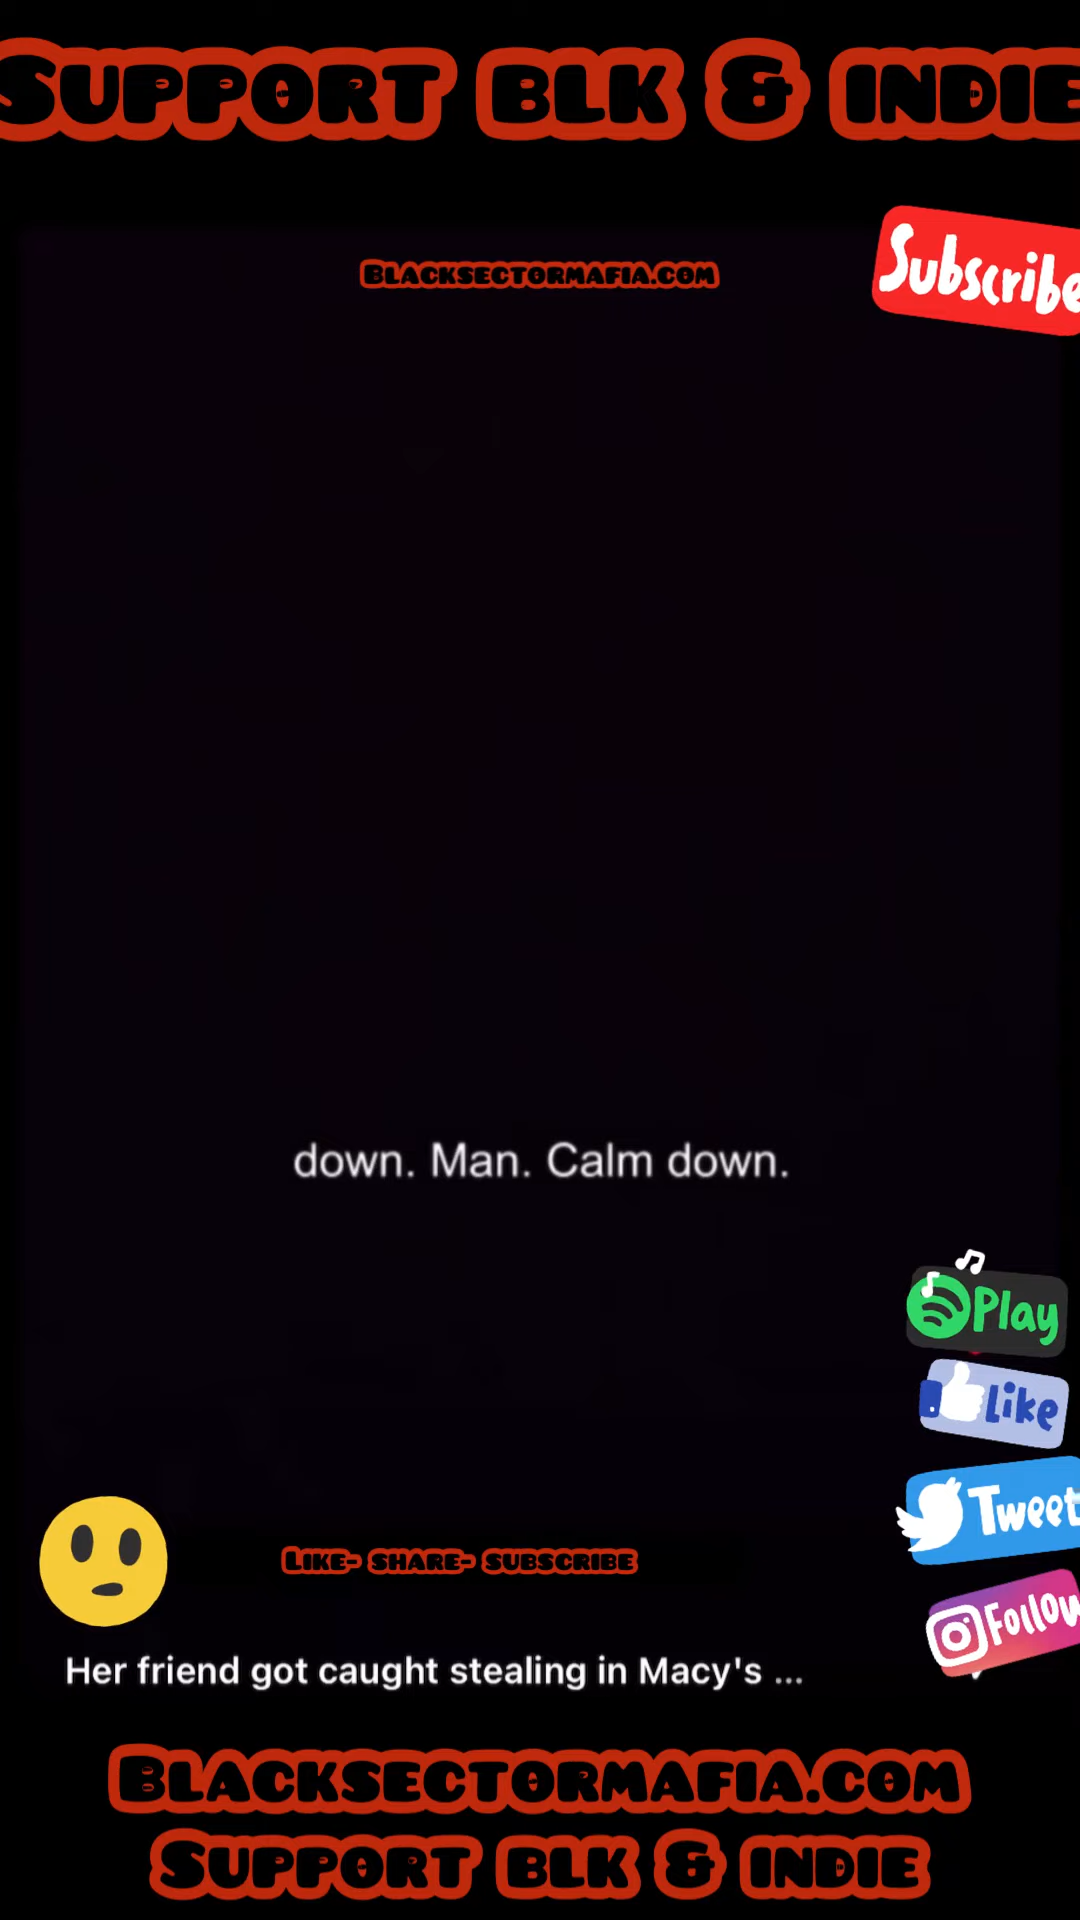 Support blk & indie
Blacksectormafia.com
Subscribe
down. Man. Calm down.
Play
Like
Tweet
Like- share- subscribe
Follow
Her friend got caught stealing in Macy's ...
Blacksectormafia.com
Support blk & indie